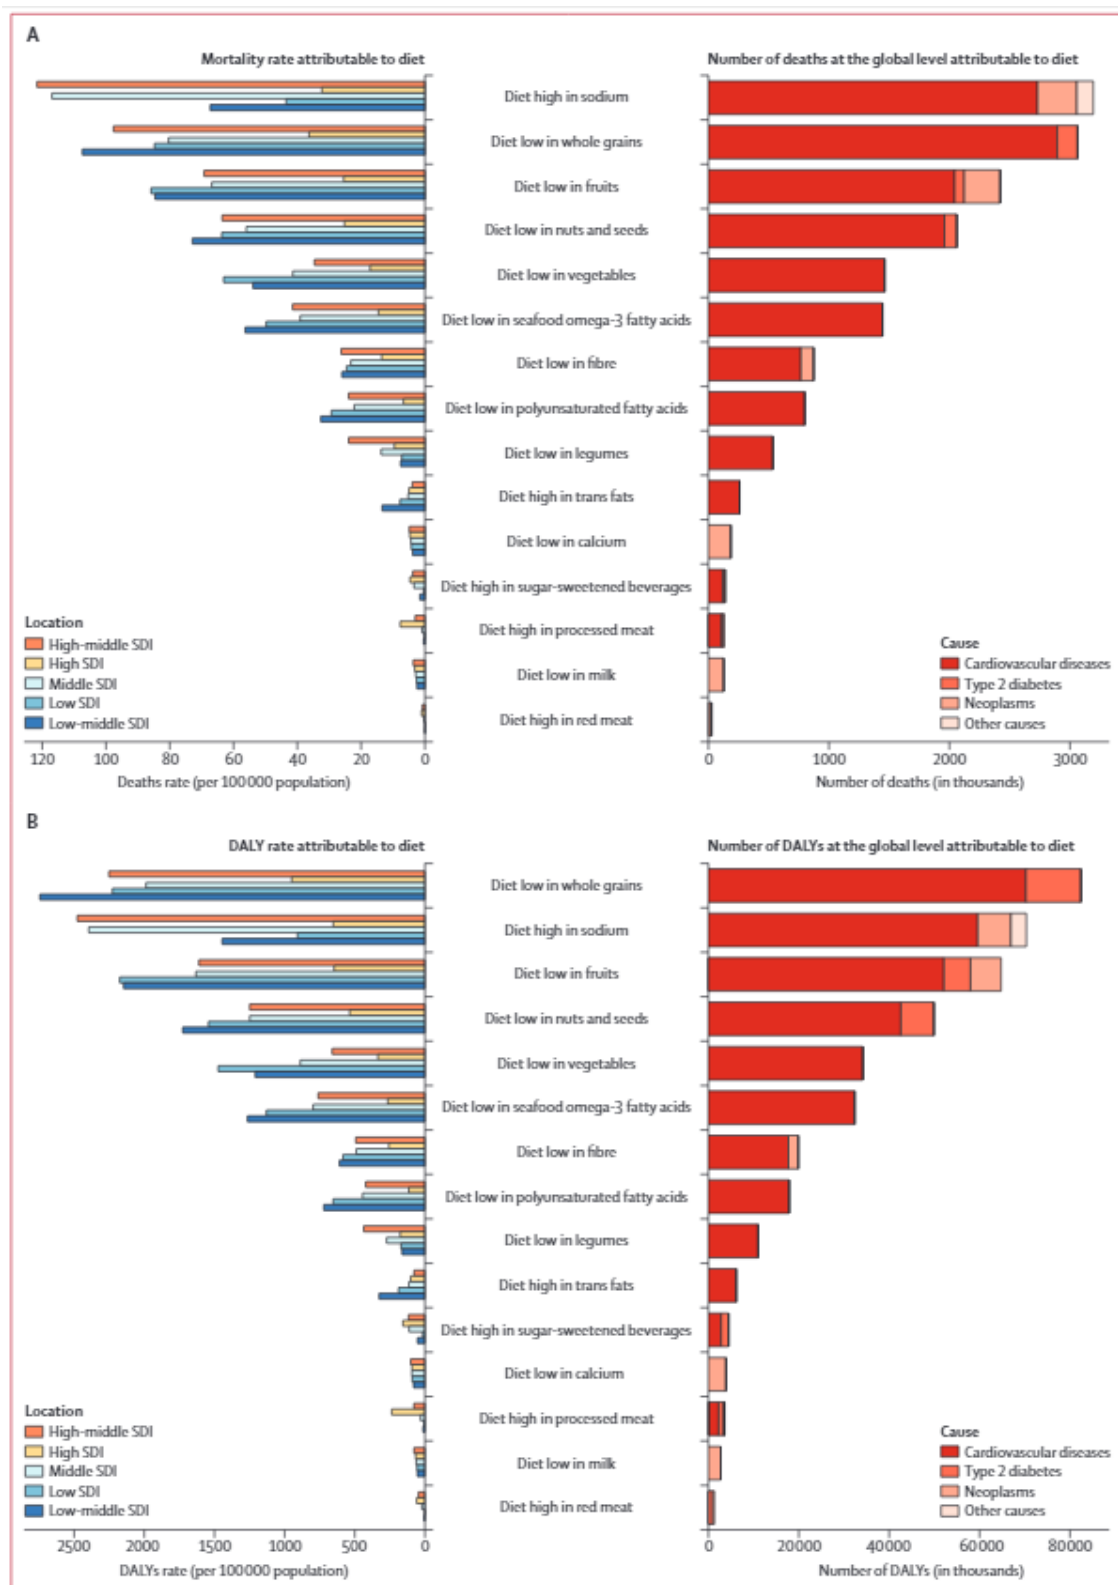 A
Mortality rate attributable to diet
Number of deaths at the global level attributable to diet
Diet high in sodium
Diet low in whole grains
Diet low in fruits
Diet low in nuts and seeds
Diet low in vegetables
Diet low in seafood omega-3 fatty acids
Diet low in fibre
Diet low in polyunsaturated fatty acids
Diet low in legumes
Diet high in trans fats
Diet low in calcium
Diet high in sugar-sweetened beverages
Diet high in processed meat
Diet low in milk
Diet high in red meat
Location
High-middle SDI
High SDI
Middle SDI
Low SDI
Low-middle SDI
Cause
Cardiovascular diseases
Type 2 diabetes
Neoplasms
Other causes
120 100 80 60 40 20 0
Deaths rate (per 100 000 population)
0 1000 2000 3000
Number of deaths (in thousands)
B
DALY rate attributable to diet
Number of DALYs at the global level attributable to diet
Diet low in whole grains
Diet high in sodium
Diet low in fruits
Diet low in nuts and seeds
Diet low in vegetables
Diet low in seafood omega-3 fatty acids
Diet low in fibre
Diet low in polyunsaturated fatty acids
Diet low in legumes
Diet high in trans fats
Diet high in sugar-sweetened beverages
Diet low in calcium
Diet high in processed meat
Diet low in milk
Diet high in red meat
Location
High-middle SDI
High SDI
Middle SDI
Low SDI
Low-middle SDI
Cause
Cardiovascular diseases
Type 2 diabetes
Neoplasms
Other causes
2500 2000 1500 1000 500 0
DALYs rate (per 100 000 population)
0 20 000 40 000 60 000 80 000
Number of DALYs (in thousands)